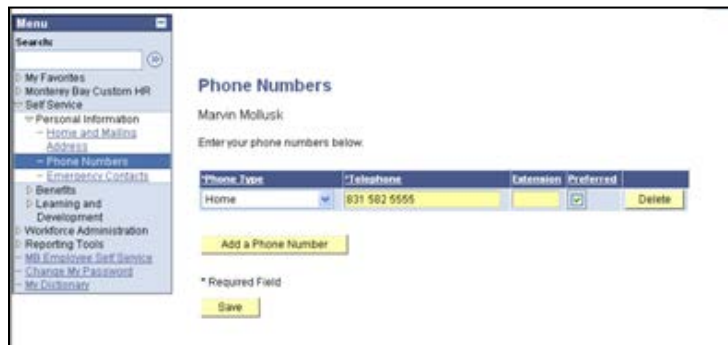 Menu
Search:
My Favorites
Monterey Bay Custom HR
Self Service
Personal Information
Home and Mailing
Address
Phone Numbers
Emergency Contacts
Benefits
Learning and
Development
Workforce Administration
Reporting Tools
MB Employee Self Service
Change My Password
My Dictionary
Phone Numbers
Marvin Mollusk
Enter your phone numbers below.
*Phone Type *Telephone Extension Preferred
Home 831 582 5555 Delete
Add a Phone Number
* Required Field
Save